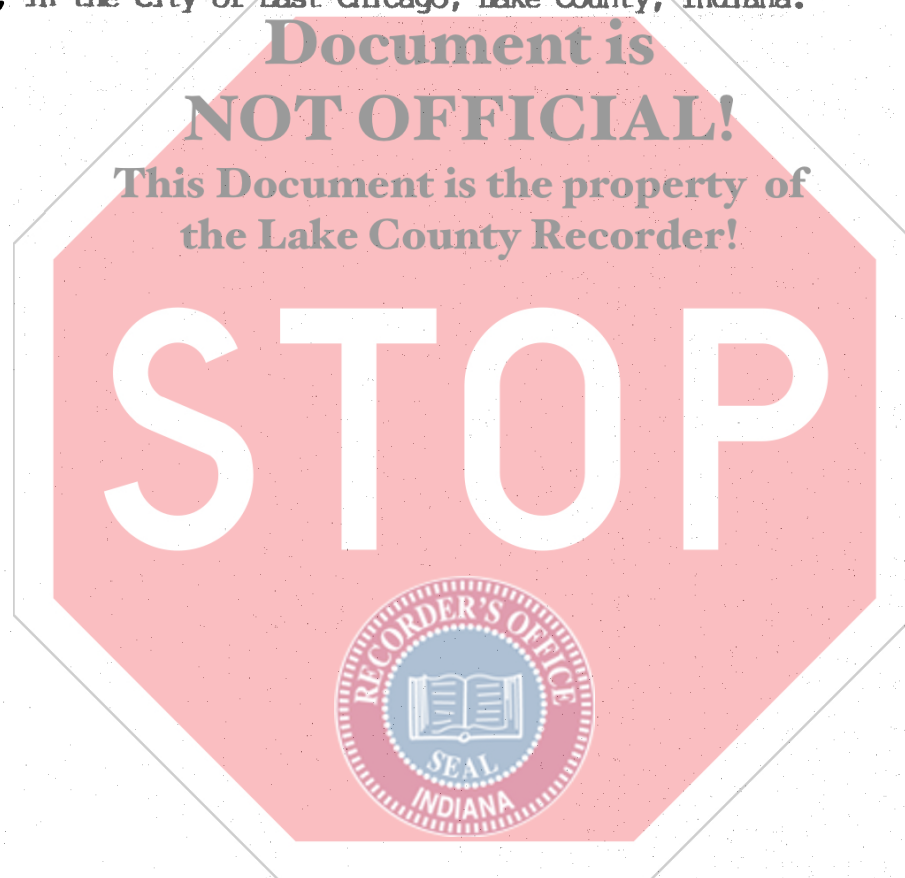 , in the City of East Chicago, Lake County, Indiana.
Document is
NOT OFFICIAL!
This Document is the property of
the Lake County Recorder!
STOP
RECORDER'S OFFICE
SEAL
INDIANA